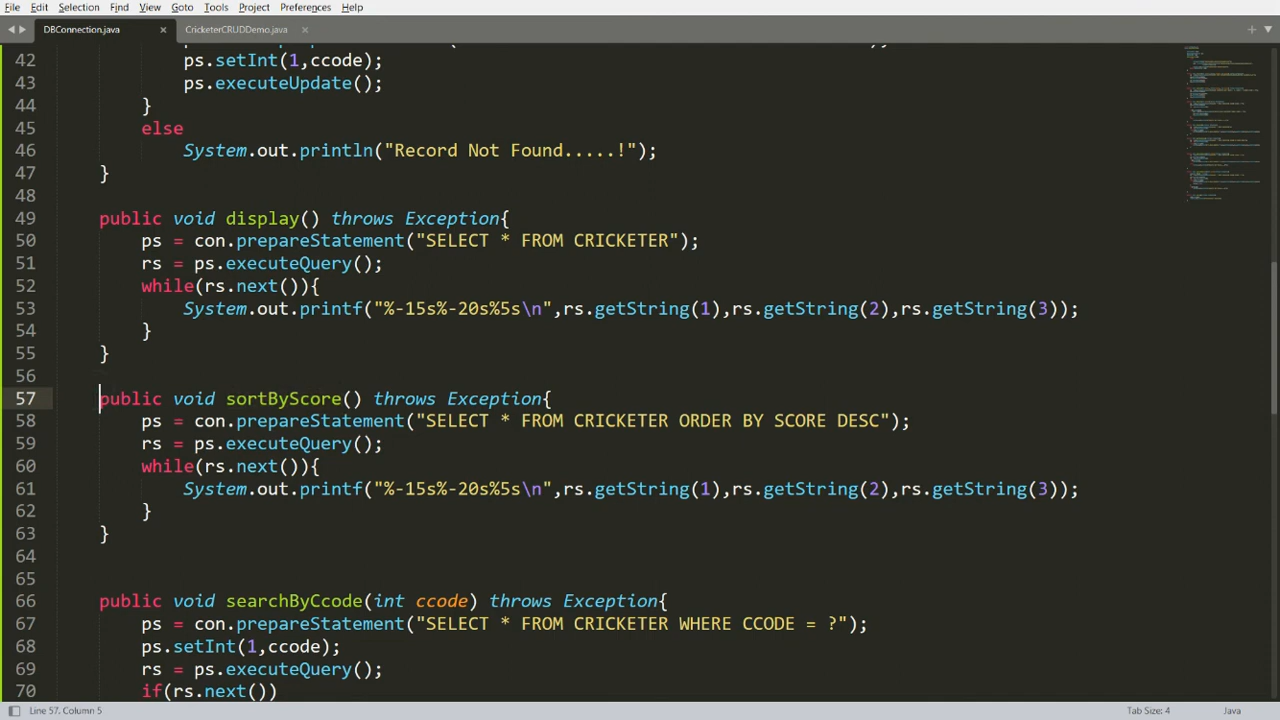 File Edit Selection Find View Goto Tools Project Preferences Help
DBConnection.java × CricketerCRUDDemo.java ×
42 ps.setInt(1,ccode);
43 ps.executeUpdate();
44 }
45 else
46 System.out.println("Record Not Found.....!");
47 }
48
49 public void display() throws Exception{
50 ps = con.prepareStatement("SELECT * FROM CRICKETER");
51 rs = ps.executeQuery();
52 while(rs.next()){
53 System.out.printf("%-15s%-20s%5s\n",rs.getString(1),rs.getString(2),rs.getString(3));
54 }
55 }
56
57 public void sortByScore() throws Exception{
58 ps = con.prepareStatement("SELECT * FROM CRICKETER ORDER BY SCORE DESC");
59 rs = ps.executeQuery();
60 while(rs.next()){
61 System.out.printf("%-15s%-20s%5s\n",rs.getString(1),rs.getString(2),rs.getString(3));
62 }
63 }
64
65
66 public void searchByCcode(int ccode) throws Exception{
67 ps = con.prepareStatement("SELECT * FROM CRICKETER WHERE CCODE = ?");
68 ps.setInt(1,ccode);
69 rs = ps.executeQuery();
70 if(rs.next())
Line 57, Column 5 Tab Size: 4 Java